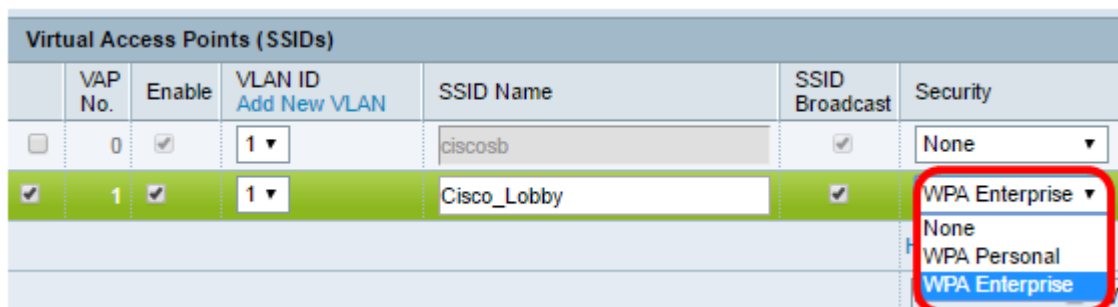 Virtual Access Points (SSIDs)
VAP No. Enable VLAN ID Add New VLAN SSID Name SSID Broadcast Security
0 1 ciscosb None
1 1 Cisco_Lobby WPA Enterprise
None
WPA Personal
WPA Enterprise